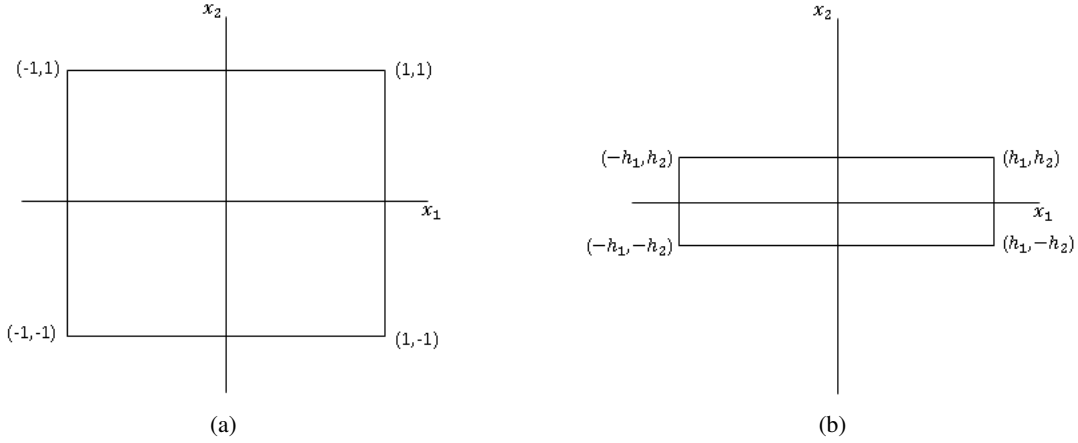 x₂
(-1,1)
(1,1)
x₁
(-1,-1)
(1,-1)
(a)
x₂
(−h₁,h₂)
(h₁,h₂)
x₁
(−h₁,−h₂)
(h₁,−h₂)
(b)